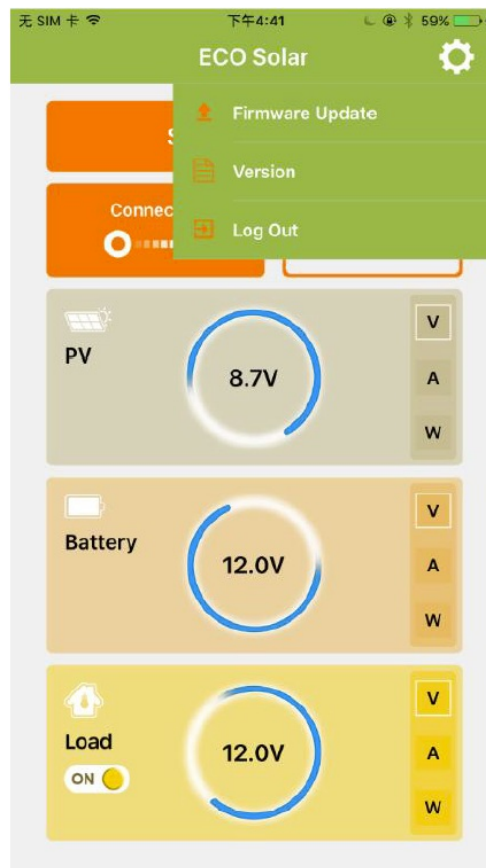 无 SIM 卡
下午4:41
59%
ECO Solar
Firmware Update
Version
Log Out
PV
8.7V
V
A
W
Battery
12.0V
V
A
W
Load
ON
12.0V
V
A
W